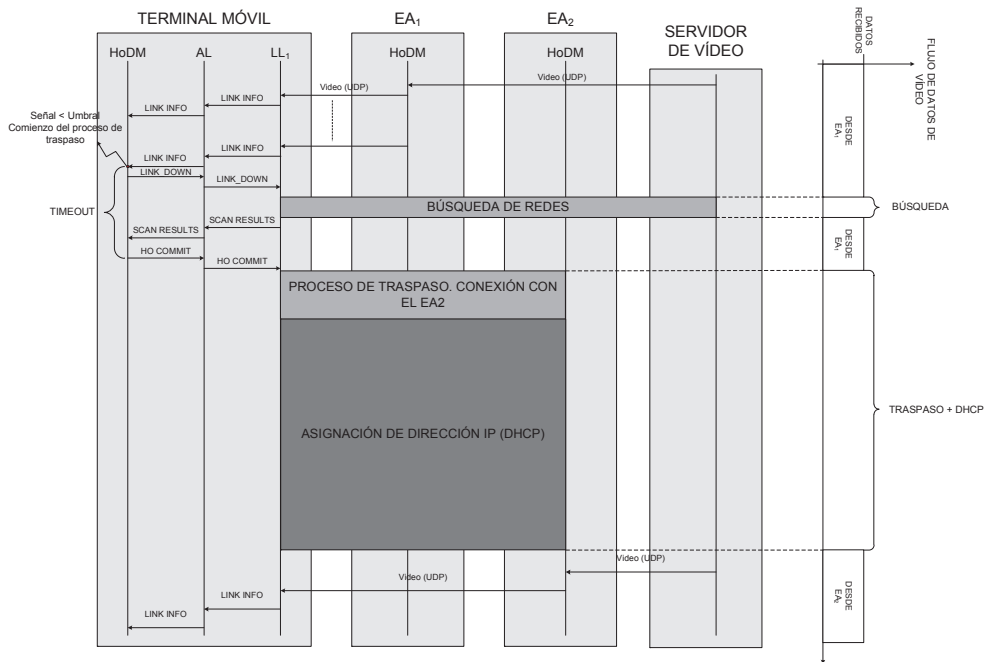 TERMINAL MÓVIL
EA1
EA2
SERVIDOR
DE VÍDEO
DATOS
RECIBIDOS
FLUJO DE DATOS DE
VÍDEO
HoDM
AL
LL1
HoDM
HoDM
Video (UDP)
Video (UDP)
LINK INFO
LINK INFO
Señal < Umbral
Comienzo del proceso de
traspaso
DESDE
EA1
LINK INFO
LINK INFO
LINK_DOWN
LINK_DOWN
TIMEOUT
BÚSQUEDA DE REDES
BÚSQUEDA
SCAN RESULTS
SCAN RESULTS
DESDE
EA1
HO COMMIT
HO COMMIT
PROCESO DE TRASPASO. CONEXIÓN CON
EL EA2
TRASPASO + DHCP
ASIGNACIÓN DE DIRECCIÓN IP (DHCP)
Video (UDP)
Video (UDP)
LINK INFO
LINK INFO
DESDE
EA2